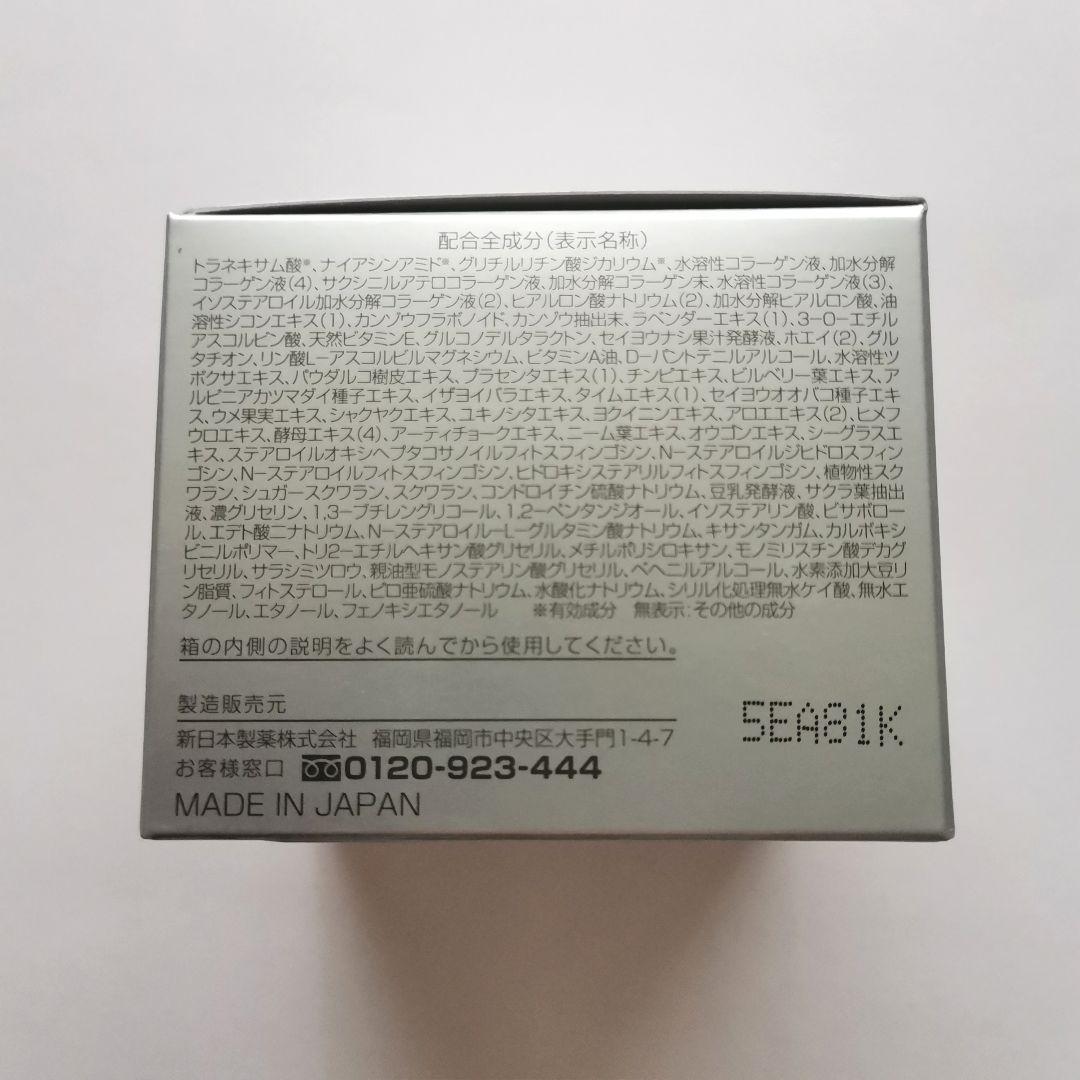 配合全成分(表示名称)
トラネキサム酸※、ナイアシンアミド※、グリチルリチン酸ジカリウム※、水溶性コラーゲン液、加水分解
コラーゲン液(4)、サクシニルアテロコラーゲン液、加水分解コラーゲン末、水溶性コラーゲン液(3)、
イソステアロイル加水分解コラーゲン液(2)、ヒアルロン酸ナトリウム(2)、加水分解ヒアルロン酸、油
溶性シコンエキス(1)、カンゾウフラボノイド、カンゾウ抽出末、ラベンダーエキス(1)、3-O-エチル
アスコルビン酸、天然ビタミンE、グルコノデルタラクトン、セイヨウナシ果汁発酵液、ホエイ(2)、グル
タチオン、リン酸L-アスコルビルマグネシウム、ビタミンA油、D-パントテニルアルコール、水溶性ツ
ボクサエキス、パウダルコ樹皮エキス、プラセンタエキス(1)、チンピエキス、ビルベリー葉エキス、ア
ルピニアカツマダイ種子エキス、イザヨイバラエキス、タイムエキス(1)、セイヨウオオバコ種子エキ
ス、ウメ果実エキス、シャクヤクエキス、ユキノシタエキス、ヨクイニンエキス、アロエエキス(2)、ヒメフ
ウロエキス、酵母エキス(4)、アーティチョークエキス、ニーム葉エキス、オウゴンエキス、シーグラスエ
キス、ステアロイルオキシヘプタコサノイルフィトスフィンゴシン、N-ステアロイルジヒドロスフィン
ゴシン、N-ステアロイルフィトスフィンゴシン、ヒドロキシステアリルフィトスフィンゴシン、植物性スク
ワラン、シュガースクワラン、スクワラン、コンドロイチン硫酸ナトリウム、豆乳発酵液、サクラ葉抽出
液、濃グリセリン、1,3-ブチレングリコール、1,2-ペンタンジオール、イソステアリン酸、ビサボロー
ル、エデト酸二ナトリウム、N-ステアロイル-L-グルタミン酸ナトリウム、キサンタンガム、カルボキシ
ビニルポリマー、トリ2-エチルヘキサン酸グリセリル、メチルポリシロキサン、モノミリスチン酸デカグ
リセリル、サラシミツロウ、親油型モノステアリン酸グリセリル、ベヘニルアルコール、水素添加大豆リ
ン脂質、フィトステロール、ピロ亜硫酸ナトリウム、水酸化ナトリウム、シリル化処理無水ケイ酸、無水エ
タノール、エタノール、フェノキシエタノール ※有効成分 無表示:その他の成分
箱の内側の説明をよく読んでから使用してください。
製造販売元
新日本製薬株式会社 福岡県福岡市中央区大手門1-4-7
お客様窓口 0120-923-444
MADE IN JAPAN
5EA81K